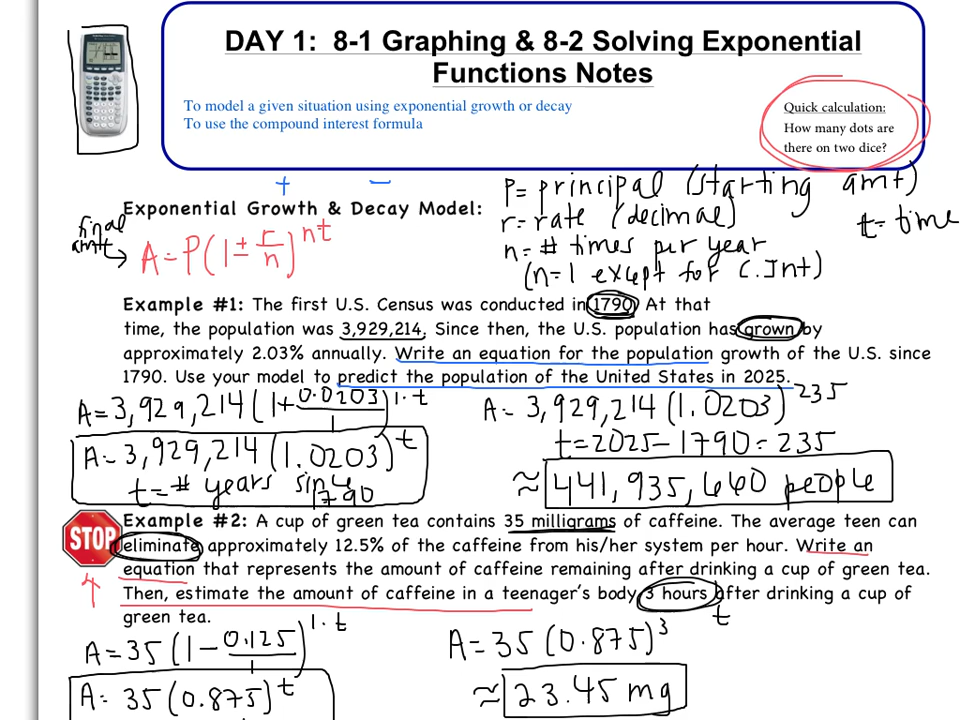 DAY 1: 8-1 Graphing & 8-2 Solving Exponential
Functions Notes
To model a given situation using exponential growth or decay
To use the compound interest formula
Quick calculation:
How many dots are
there on two dice?
+ −
Exponential Growth & Decay Model:
final
amt →
A = P(1 ± r/n)^nt
P = principal (starting amt)
r = rate (decimal)
t = time
n = # times per year
(n = 1 except for C. Int)
Example #1: The first U.S. Census was conducted in 1790. At that
time, the population was 3,929,214. Since then, the U.S. population has grown by
approximately 2.03% annually. Write an equation for the population growth of the U.S. since
1790. Use your model to predict the population of the United States in 2025.
A = 3,929,214 (1 + 0.0203/1)^1·t
A = 3,929,214 (1.0203)^t
t = # years since
1790
A = 3,929,214 (1.0203)^235
t = 2025 − 1790 = 235
≈ 441,935,660 people
STOP
Example #2: A cup of green tea contains 35 milligrams of caffeine. The average teen can
eliminate approximately 12.5% of the caffeine from his/her system per hour. Write an
equation that represents the amount of caffeine remaining after drinking a cup of green tea.
Then, estimate the amount of caffeine in a teenager's body 3 hours after drinking a cup of
green tea.
t
A = 35 (1 − 0.125/1)^1·t
A = 35 (0.875)^t
A = 35 (0.875)^3
≈ 23.45 mg